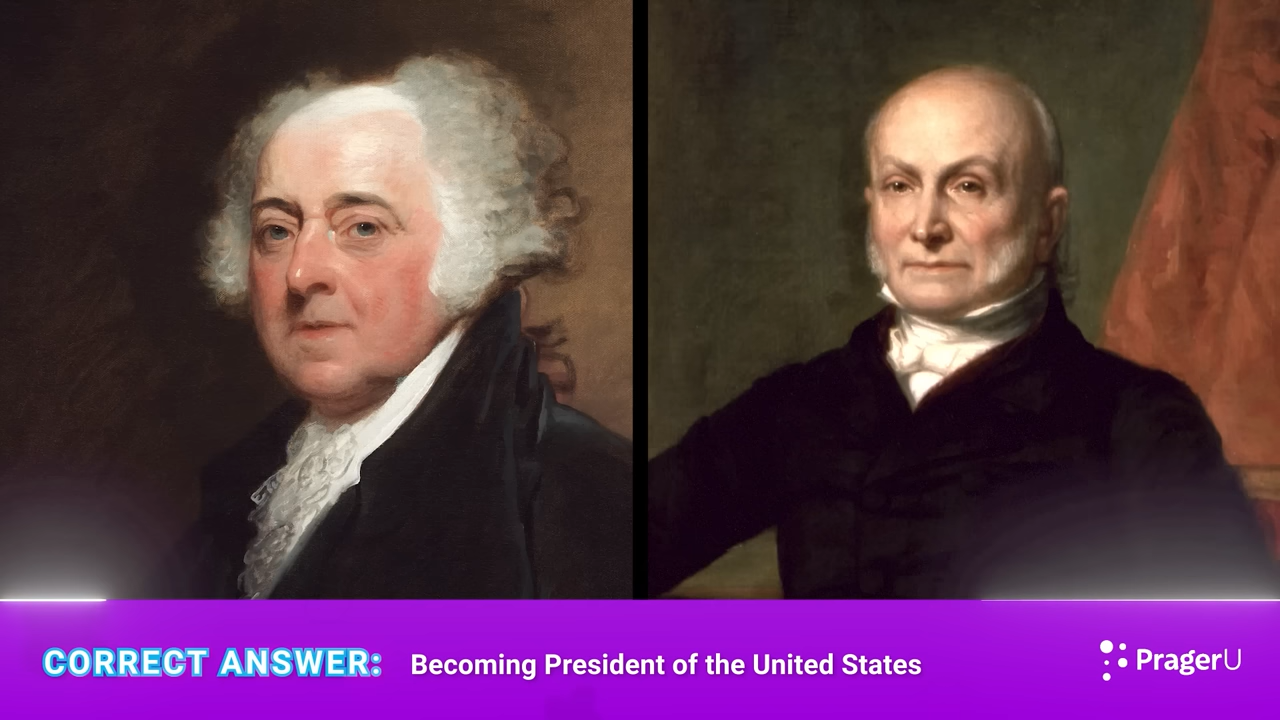 CORRECT ANSWER: Becoming President of the United States
PragerU